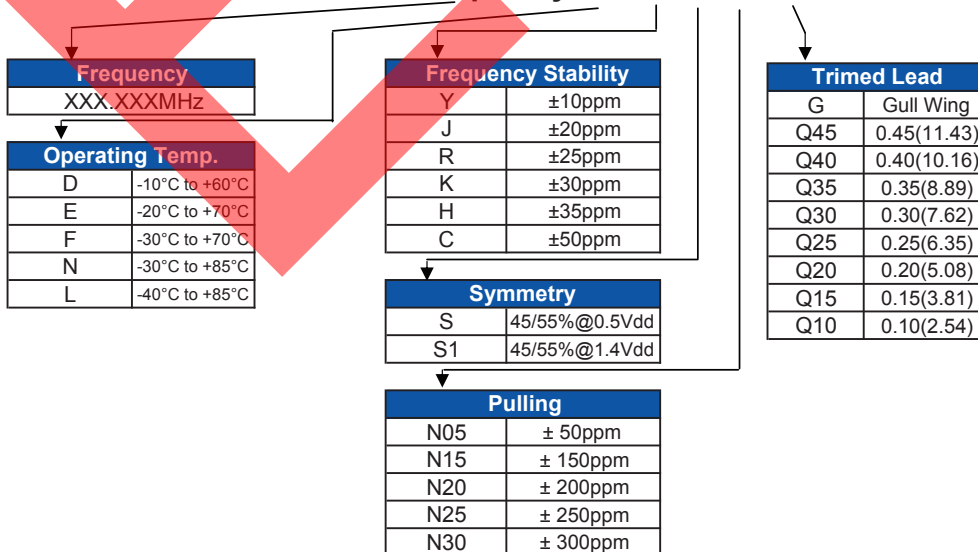 Frequency
XXX.XXXMHz
Operating Temp.
D -10°C to +60°C
E -20°C to +70°C
F -30°C to +70°C
N -30°C to +85°C
L -40°C to +85°C
Frequency Stability
Y ±10ppm
J ±20ppm
R ±25ppm
K ±30ppm
H ±35ppm
C ±50ppm
Symmetry
S 45/55%@0.5Vdd
S1 45/55%@1.4Vdd
Pulling
N05 ± 50ppm
N15 ± 150ppm
N20 ± 200ppm
N25 ± 250ppm
N30 ± 300ppm
Trimed Lead
G Gull Wing
Q45 0.45(11.43)
Q40 0.40(10.16)
Q35 0.35(8.89)
Q30 0.30(7.62)
Q25 0.25(6.35)
Q20 0.20(5.08)
Q15 0.15(3.81)
Q10 0.10(2.54)